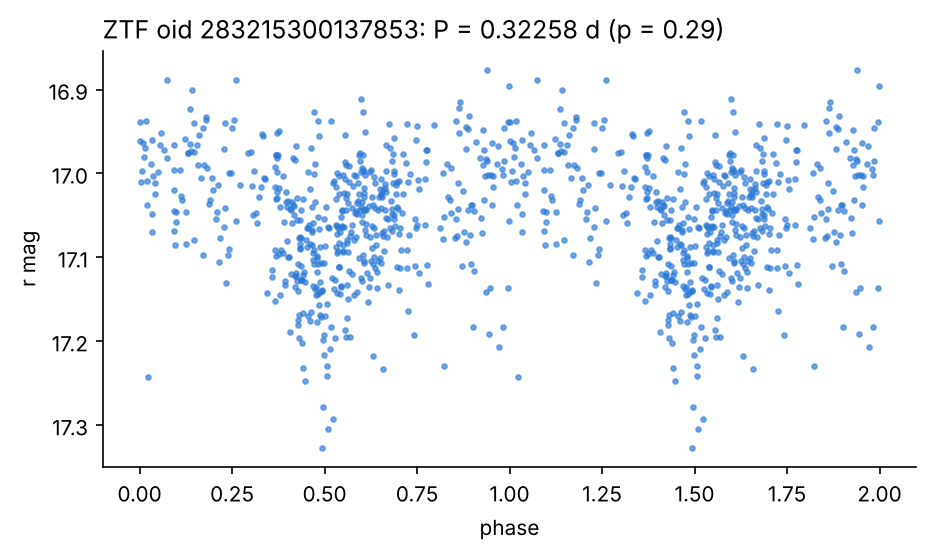 ZTF oid 283215300137853: P = 0.32258 d (p = 0.29)
16.9
17.0
17.1
17.2
17.3
r mag
0.00 0.25 0.50 0.75 1.00 1.25 1.50 1.75 2.00
phase